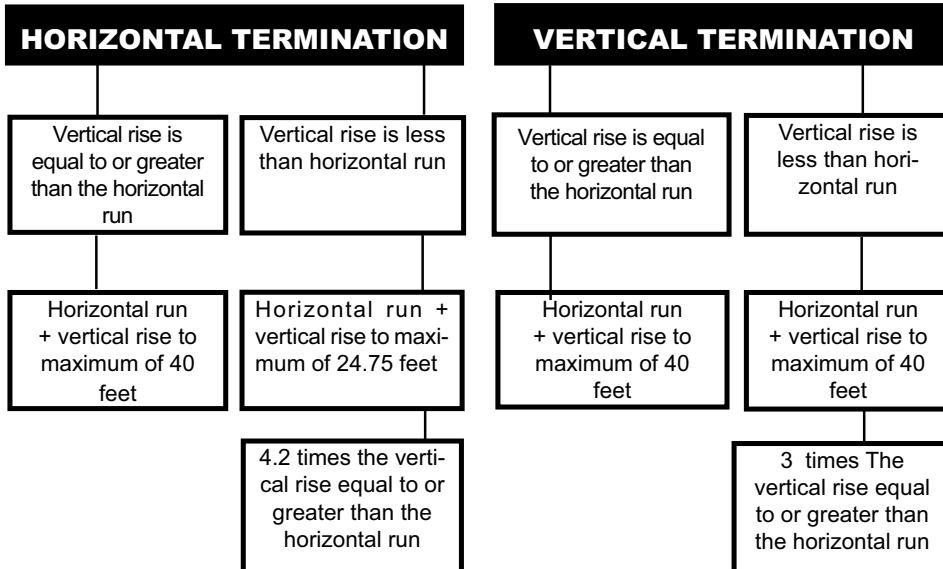 HORIZONTAL TERMINATION
Vertical rise is
equal to or greater
than the horizontal
run
Vertical rise is less
than horizontal run
Horizontal run
+ vertical rise to
maximum of 40
feet
Horizontal run +
vertical rise to maxi-
mum of 24.75 feet
4.2 times the verti-
cal rise equal to or
greater than the
horizontal run
VERTICAL TERMINATION
Vertical rise is equal
to or greater than
the horizontal run
Vertical rise is
less than hori-
zontal run
Horizontal run
+ vertical rise to
maximum of 40
feet
Horizontal run
+ vertical rise to
maximum of 40
feet
3 times The
vertical rise equal
to or greater than
the horizontal run